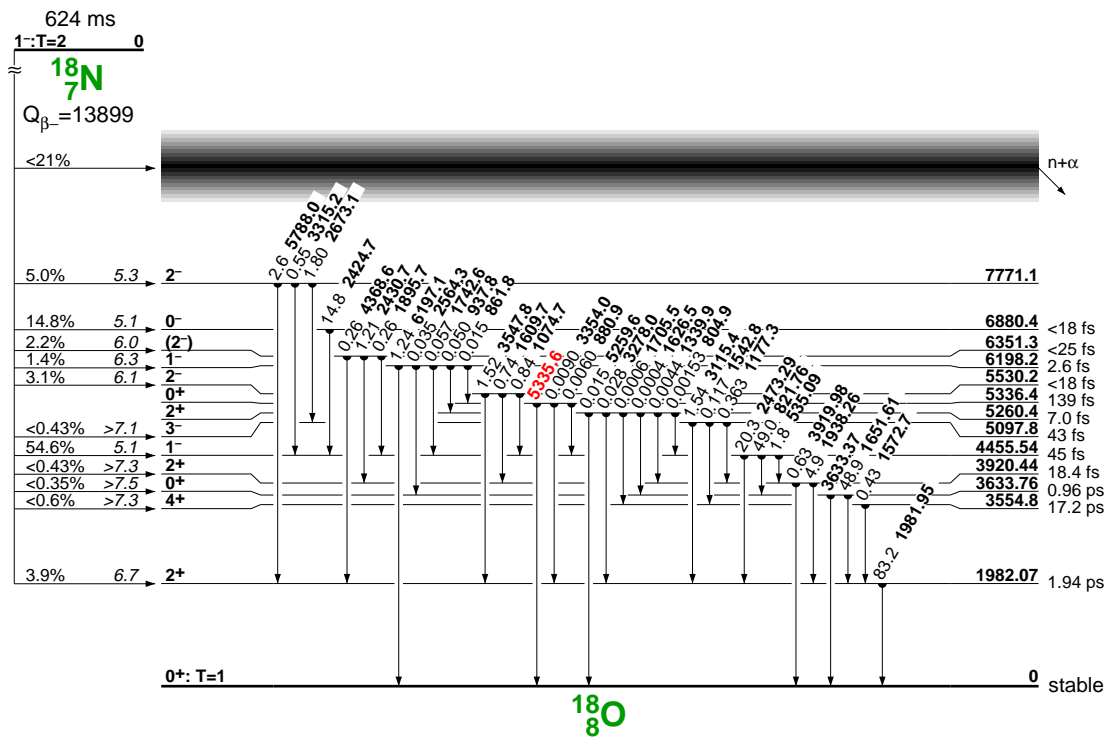 624 ms
1⁻:T=2 0
¹⁸₇N
Qβ₋=13899
<21%
n+α
2.6 5788.0
0.55 3315.2
1.80 2673.1
14.8 2424.7
0.26 4368.6
1.21 2430.7
0.26 1895.7
1.24 6197.1
0.035 2564.3
0.057 1742.6
0.050 937.8
0.015 861.8
1.52 3547.8
0.74 1609.7
0.84 1074.7
5335.6
0.0090 3354.0
0.0060 880.9
0.015 5259.6
0.028 3278.0
0.0006 1705.5
0.0004 1626.5
0.0044 1339.9
0.00153 804.9
1.54 3115.4
0.117 1542.8
0.363 1177.3
20.3 2473.29
49.0 821.76
1.8 535.09
0.63 3919.98
4.9 1938.26
3633.37
48.9 1651.61
0.43 1572.7
83.2 1981.95
5.0% 5.3 2⁻ 7771.1
14.8% 5.1 0⁻ 6880.4 <18 fs
2.2% 6.0 (2⁻) 6351.3 <25 fs
1.4% 6.3 1⁻ 6198.2 2.6 fs
3.1% 6.1 2⁻ 5530.2 <18 fs
0+ 5336.4 139 fs
2+ 5260.4 7.0 fs
<0.43% >7.1 3⁻ 5097.8 43 fs
54.6% 5.1 1⁻ 4455.54 45 fs
<0.43% >7.3 2+ 3920.44 18.4 fs
<0.35% >7.5 0+ 3633.76 0.96 ps
<0.6% >7.3 4+ 3554.8 17.2 ps
3.9% 6.7 2+ 1982.07 1.94 ps
0+: T=1 0 stable
¹⁸₈O